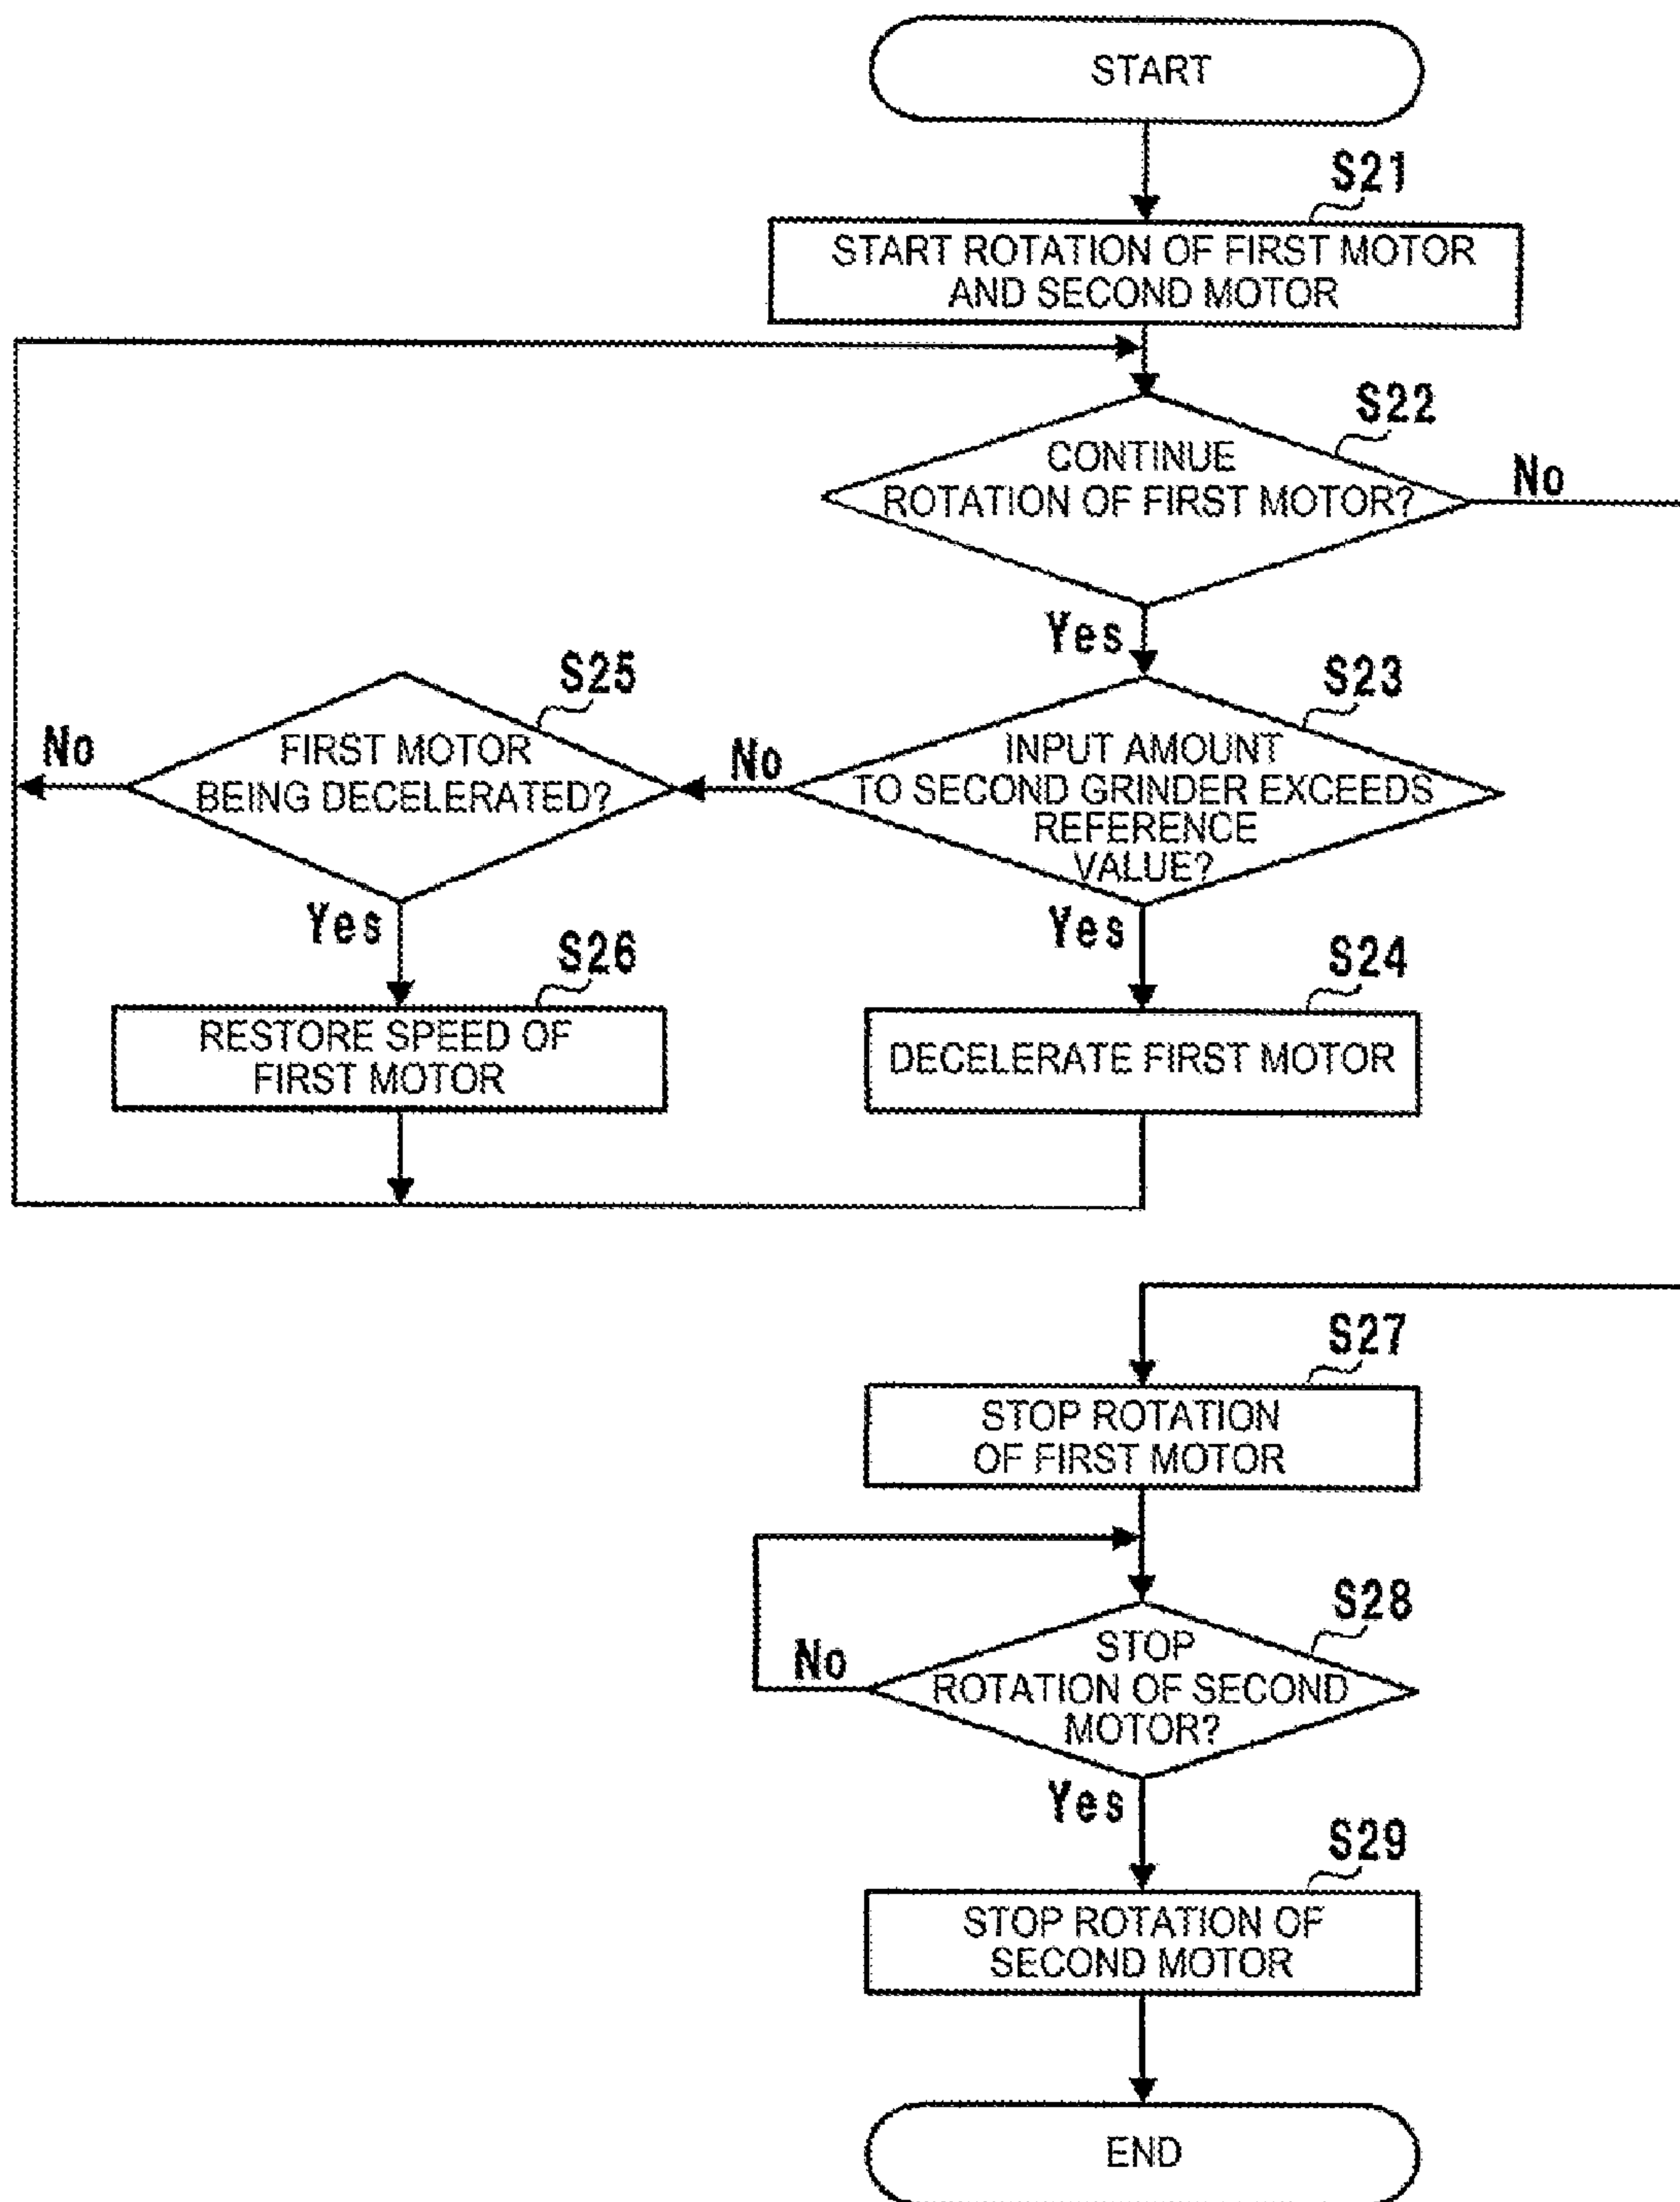 START
S21
START ROTATION OF FIRST MOTOR
AND SECOND MOTOR
S22
CONTINUE
ROTATION OF FIRST MOTOR?
No
Yes
S23
INPUT AMOUNT
TO SECOND GRINDER EXCEEDS
REFERENCE
VALUE?
No
Yes
S25
FIRST MOTOR
BEING DECELERATED?
No
Yes
S26
RESTORE SPEED OF
FIRST MOTOR
S24
DECELERATE FIRST MOTOR
S27
STOP ROTATION
OF FIRST MOTOR
S28
STOP
ROTATION OF SECOND
MOTOR?
No
Yes
S29
STOP ROTATION OF
SECOND MOTOR
END